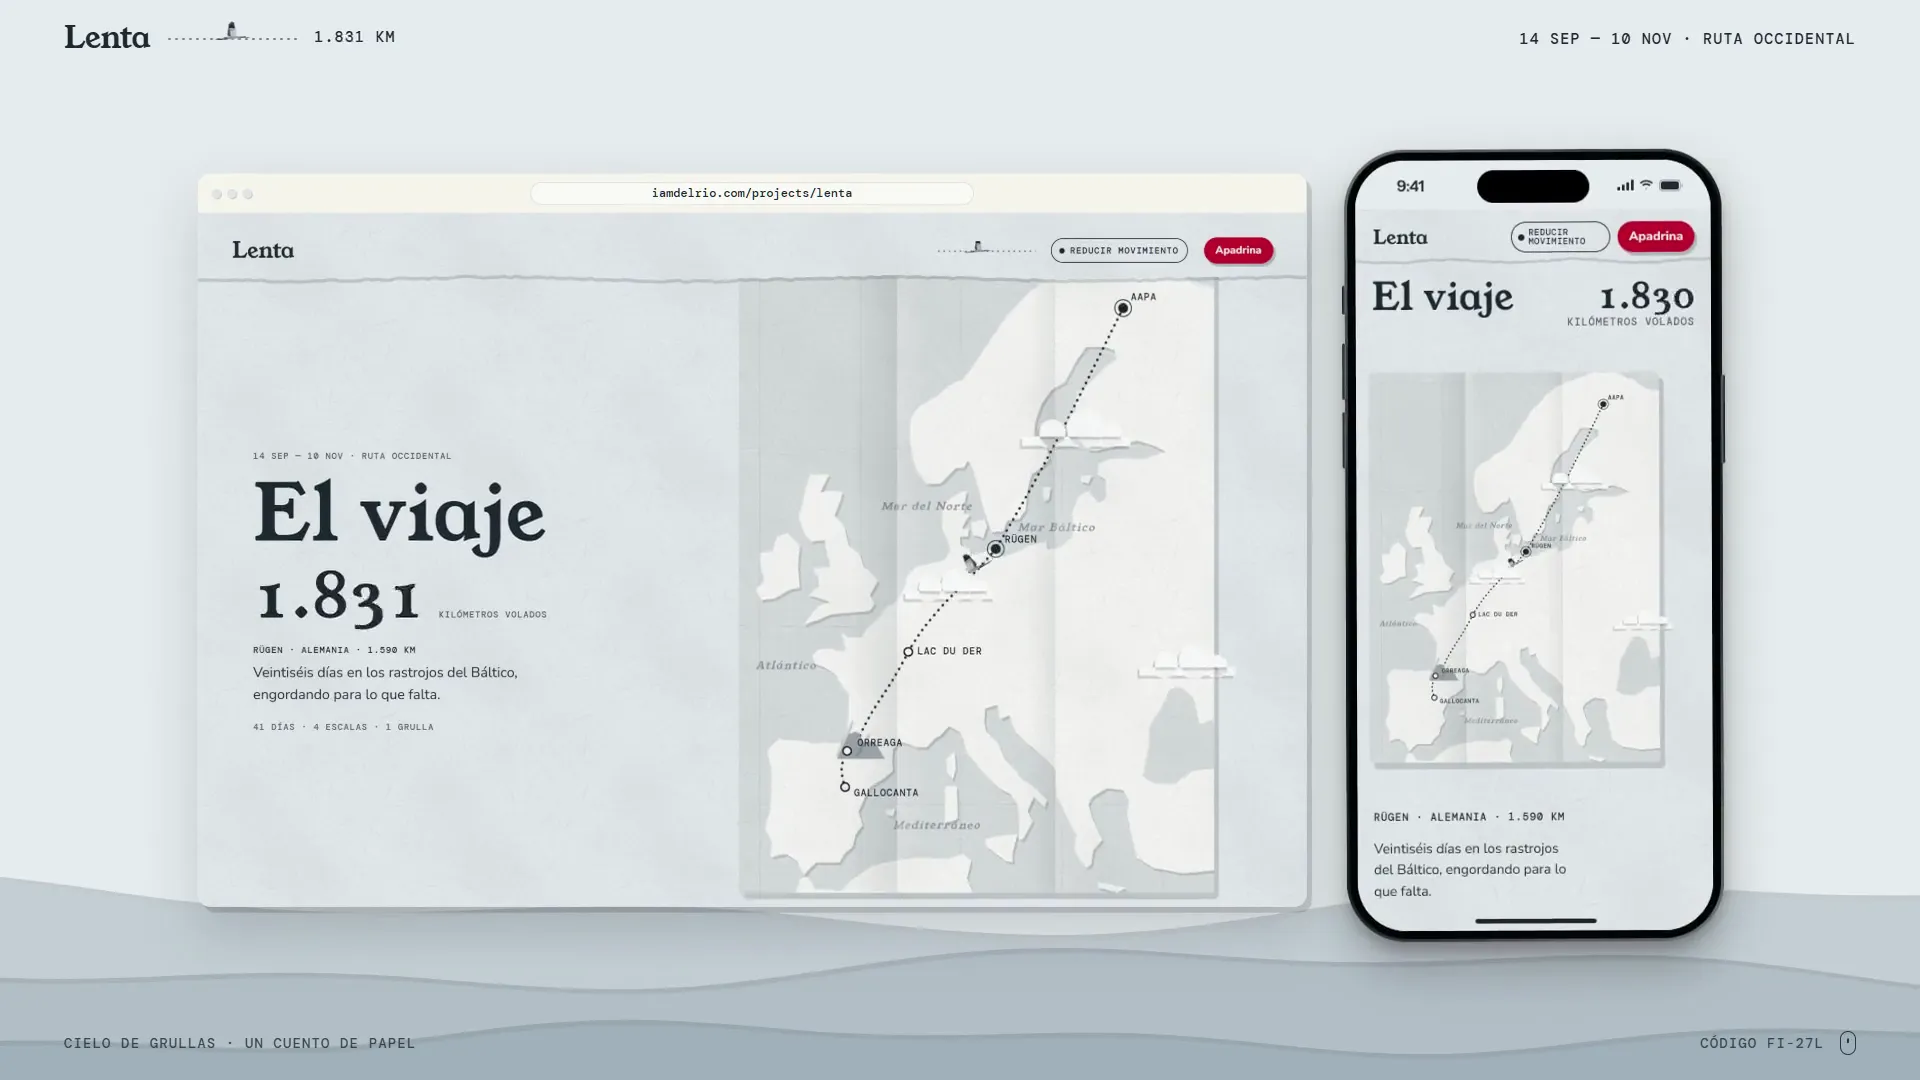 Lenta
1.831 KM
14 SEP — 10 NOV · RUTA OCCIDENTAL
iamdelrio.com/projects/lenta
Lenta
REDUCIR MOVIMIENTO
Apadrina
14 SEP — 10 NOV · RUTA OCCIDENTAL
El viaje
1.831 KILÓMETROS VOLADOS
RÜGEN · ALEMANIA · 1.590 KM
Veintiséis días en los rastrojos del Báltico,
engordando para lo que falta.
41 DÍAS · 4 ESCALAS · 1 GRULLA
AAPA
Mar del Norte
Mar Báltico
RÜGEN
LAC DU DER
Atlántico
ORREAGA
GALLOCANTA
Mediterráneo
9:41
Lenta
REDUCIR
MOVIMIENTO
Apadrina
El viaje
1.830
KILÓMETROS VOLADOS
AAPA
Mar del Norte
Mar Báltico
RÜGEN
LAC DU DER
Atlántico
ORREAGA
GALLOCANTA
Mediterráneo
RÜGEN · ALEMANIA · 1.590 KM
Veintiséis días en los rastrojos
del Báltico, engordando para lo
que falta.
CIELO DE GRULLAS · UN CUENTO DE PAPEL
CÓDIGO FI-27L